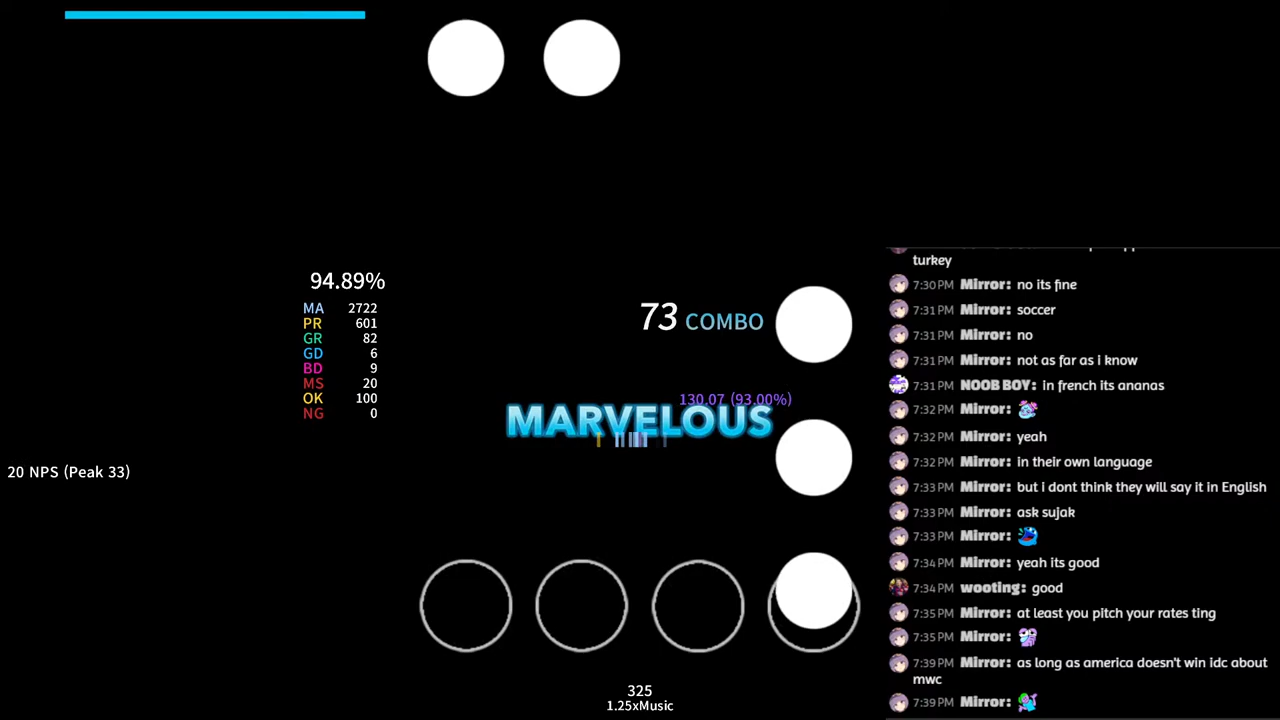 94.89%
MA 2722
PR 601
GR 82
GD 6
BD 9
MS 20
OK 100
NG 0
20 NPS (Peak 33)
73 COMBO
130.07 (93.00%)
MARVELOUS
325
1.25xMusic
turkey
7:30 PM Mirror: no its fine
7:31 PM Mirror: soccer
7:31 PM Mirror: no
7:31 PM Mirror: not as far as i know
7:31 PM NOOB BOY: in french its ananas
7:32 PM Mirror:
7:32 PM Mirror: yeah
7:32 PM Mirror: in their own language
7:33 PM Mirror: but i dont think they will say it in English
7:33 PM Mirror: ask sujak
7:33 PM Mirror:
7:34 PM Mirror: yeah its good
7:34 PM wooting: good
7:35 PM Mirror: at least you pitch your rates ting
7:35 PM Mirror:
7:39 PM Mirror: as long as america doesn't win idc about
mwc
7:39 PM Mirror: